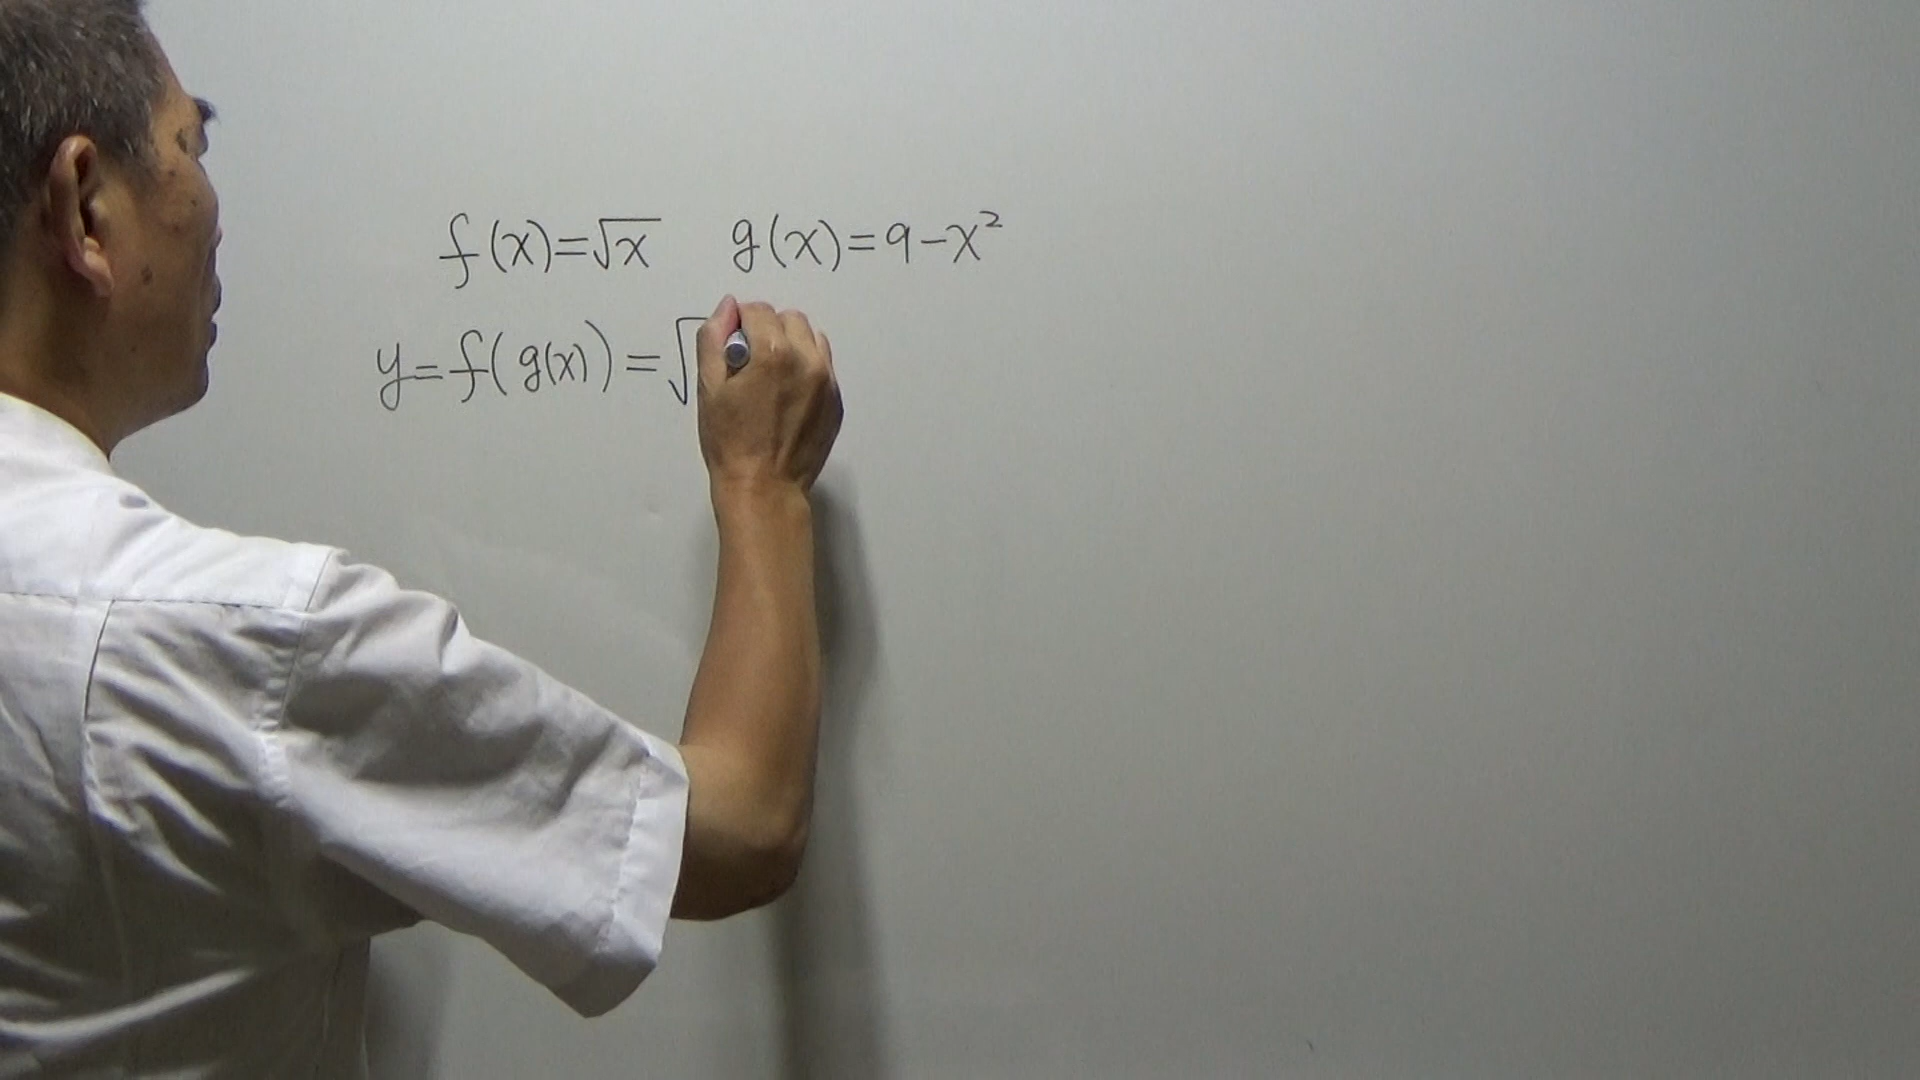 f(x)=√x g(x)=9-x²
y=f(g(x))=√